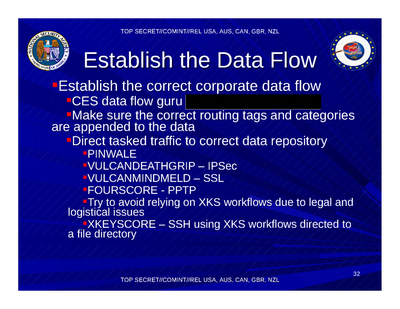 TOP SECRET//COMINT//REL USA, AUS, CAN, GBR, NZL
Establish the Data Flow
Establish the correct corporate data flow
CES data flow guru
Make sure the correct routing tags and categories
are appended to the data
Direct tasked traffic to correct data repository
PINWALE
VULCANDEATHGRIP – IPSec
VULCANMINDMELD – SSL
FOURSCORE - PPTP
Try to avoid relying on XKS workflows due to legal and
logistical issues
XKEYSCORE – SSH using XKS workflows directed to
a file directory
32
TOP SECRET//COMINT//REL USA, AUS, CAN, GBR, NZL